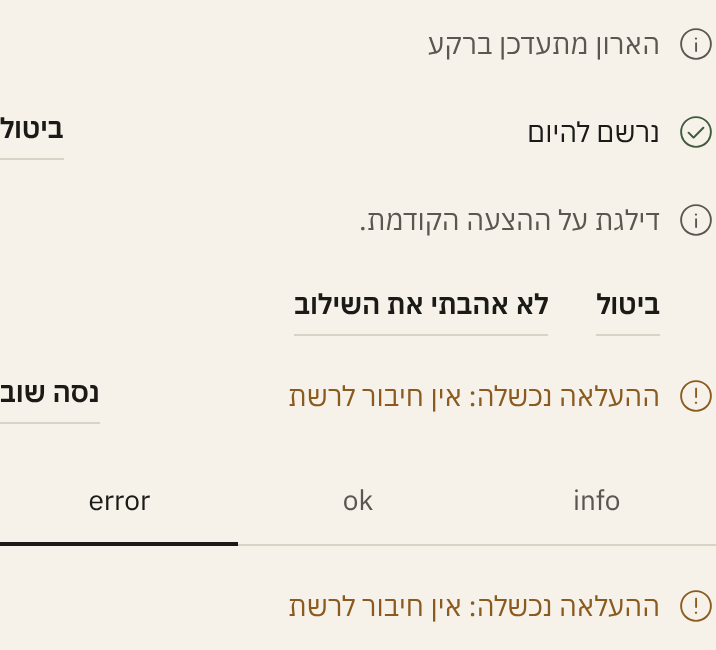 הארון מתעדכן ברקע
נרשם להיום ביטול
דילגת על ההצעה הקודמת.
ביטול לא אהבתי את השילוב
ההעלאה נכשלה: אין חיבור לרשת נסה שוב
info ok error
ההעלאה נכשלה: אין חיבור לרשת